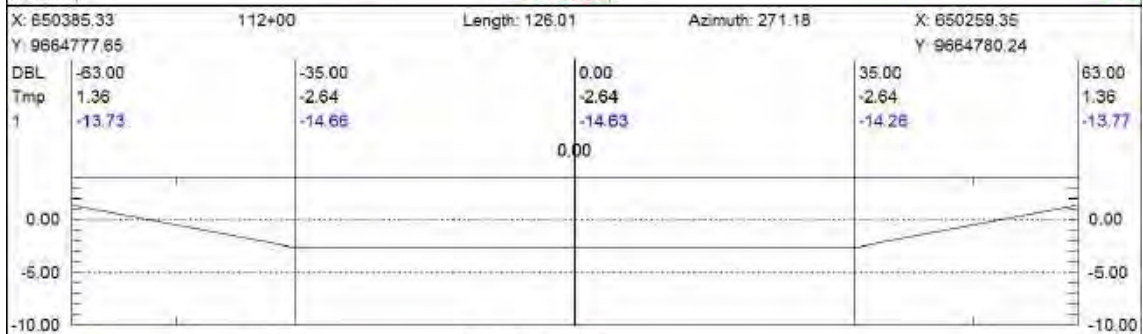 X: 650385.33 112+00 Length: 126.01 Azimuth: 271.18 X: 650259.35
Y: 9664777.65 Y: 9664780.24
DBL -63.00 -35.00 0.00 35.00 63.00
Tmp 1.36 -2.64 -2.64 -2.64 1.36
1 -13.73 -14.66 -14.63 -14.26 -13.77
0.00
0.00 0.00
-5.00 -5.00
-10.00 -10.00